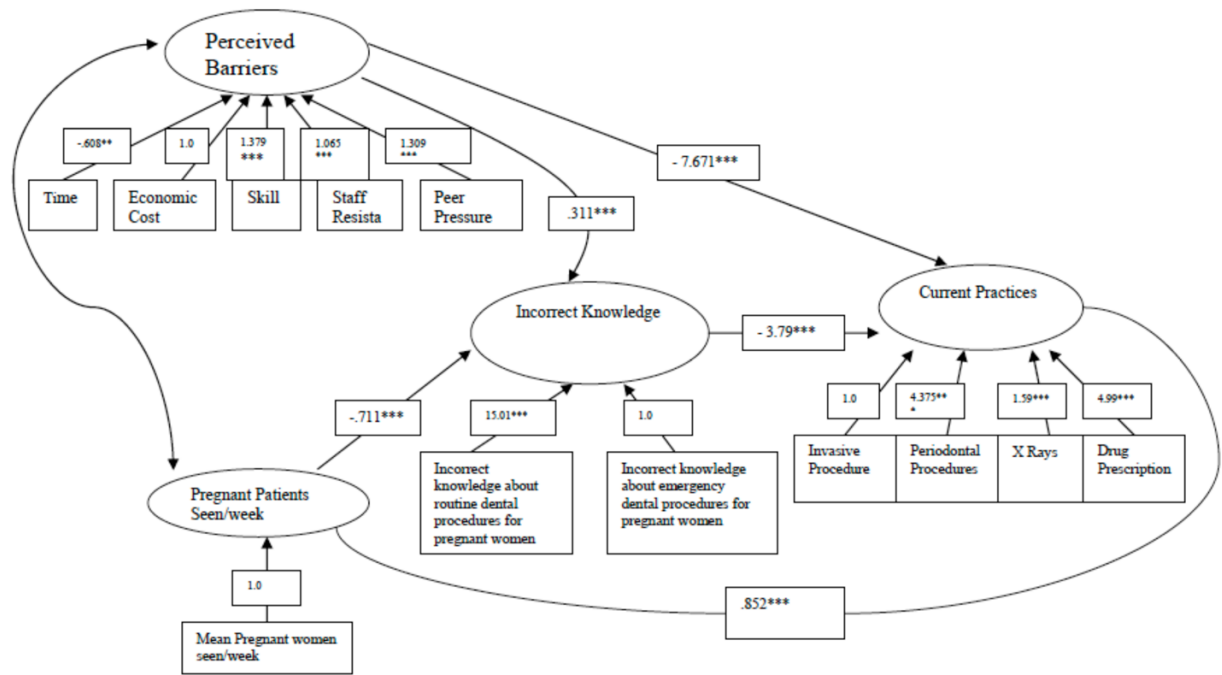 Perceived
Barriers
-.608**
1.0
1.379
***
1.065
***
1.309
***
Time
Economic
Cost
Skill
Staff
Resista
Peer
Pressure
- 7.671***
.311***
Incorrect Knowledge
Current Practices
- 3.79***
-.711***
15.01***
1.0
1.0
4.375**
*
1.59***
4.99***
Invasive
Procedure
Periodontal
Procedures
X Rays
Drug
Prescription
Incorrect
knowledge about
routine dental
procedures for
pregnant women
Incorrect knowledge
about emergency
dental procedures for
pregnant women
Pregnant Patients
Seen/week
1.0
Mean Pregnant women
seen/week
.852***